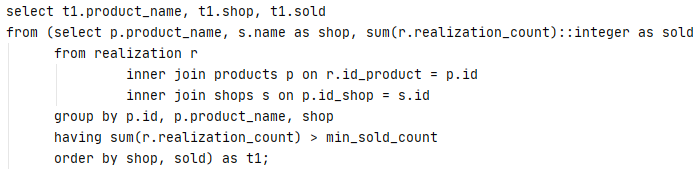 select t1.product_name, t1.shop, t1.sold
from (select p.product_name, s.name as shop, sum(r.realization_count)::integer as sold
from realization r
inner join products p on r.id_product = p.id
inner join shops s on p.id_shop = s.id
group by p.id, p.product_name, shop
having sum(r.realization_count) > min_sold_count
order by shop, sold) as t1;